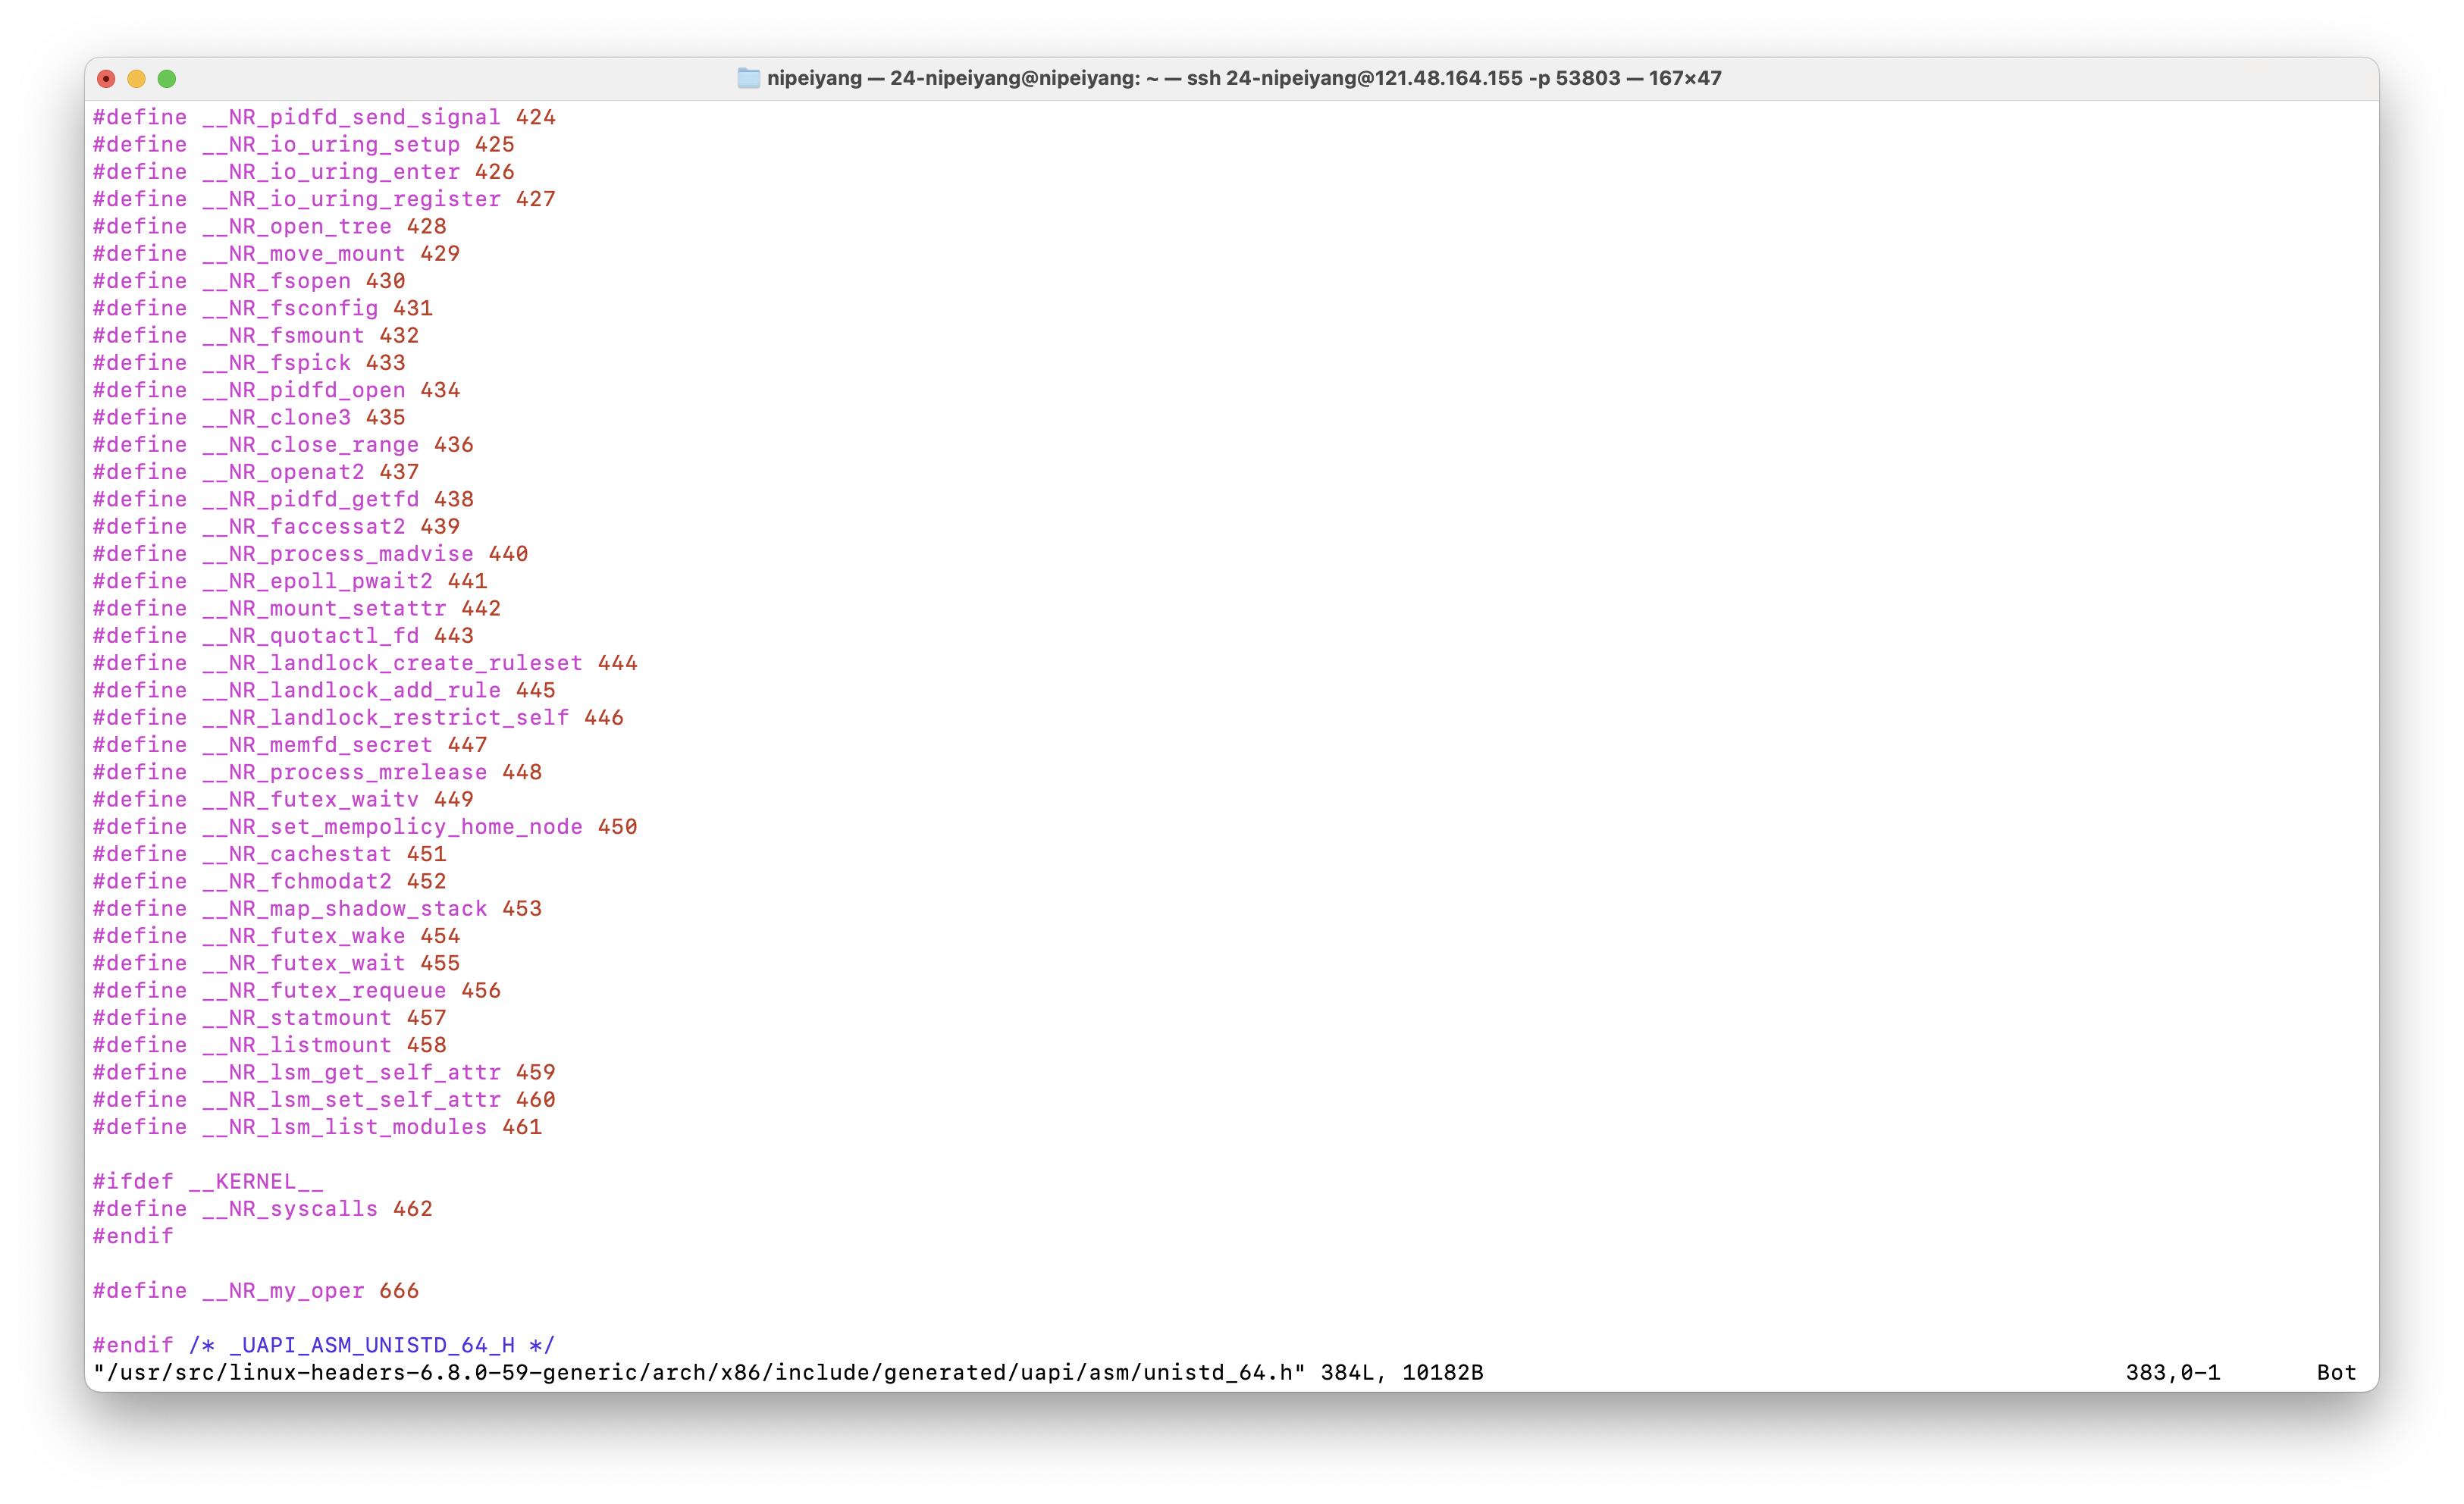 nipeiyang — 24-nipeiyang@nipeiyang: ~ — ssh 24-nipeiyang@121.48.164.155 -p 53803 — 167×47
#define __NR_pidfd_send_signal 424
#define __NR_io_uring_setup 425
#define __NR_io_uring_enter 426
#define __NR_io_uring_register 427
#define __NR_open_tree 428
#define __NR_move_mount 429
#define __NR_fsopen 430
#define __NR_fsconfig 431
#define __NR_fsmount 432
#define __NR_fspick 433
#define __NR_pidfd_open 434
#define __NR_clone3 435
#define __NR_close_range 436
#define __NR_openat2 437
#define __NR_pidfd_getfd 438
#define __NR_faccessat2 439
#define __NR_process_madvise 440
#define __NR_epoll_pwait2 441
#define __NR_mount_setattr 442
#define __NR_quotactl_fd 443
#define __NR_landlock_create_ruleset 444
#define __NR_landlock_add_rule 445
#define __NR_landlock_restrict_self 446
#define __NR_memfd_secret 447
#define __NR_process_mrelease 448
#define __NR_futex_waitv 449
#define __NR_set_mempolicy_home_node 450
#define __NR_cachestat 451
#define __NR_fchmodat2 452
#define __NR_map_shadow_stack 453
#define __NR_futex_wake 454
#define __NR_futex_wait 455
#define __NR_futex_requeue 456
#define __NR_statmount 457
#define __NR_listmount 458
#define __NR_lsm_get_self_attr 459
#define __NR_lsm_set_self_attr 460
#define __NR_lsm_list_modules 461
#ifdef __KERNEL__
#define __NR_syscalls 462
#endif
#define __NR_my_oper 666
#endif /* _UAPI_ASM_UNISTD_64_H */
"/usr/src/linux-headers-6.8.0-59-generic/arch/x86/include/generated/uapi/asm/unistd_64.h" 384L, 10182B 383,0-1 Bot